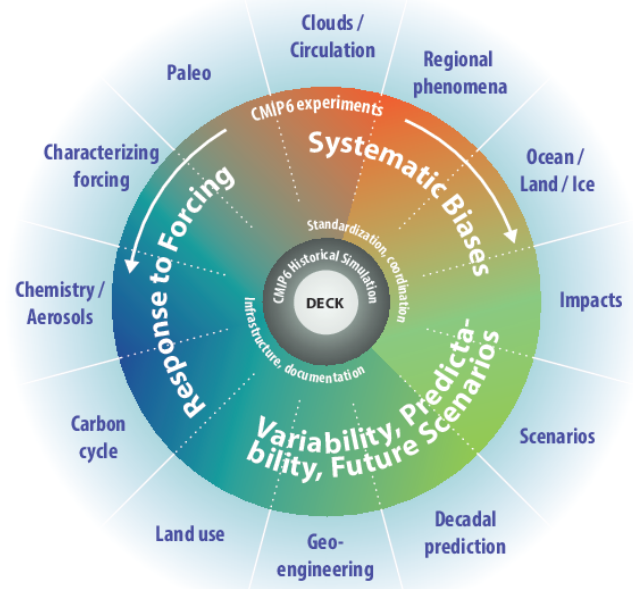 Clouds /
Circulation
Regional
phenomena
Ocean /
Land / Ice
Impacts
Scenarios
Decadal
prediction
Geo-
engineering
Land use
Carbon
cycle
Chemistry /
Aerosols
Characterizing
forcing
Paleo
CMIP6 experiments
Systematic Biases
Response to Forcing
Variability, Predicta-
bility, Future Scenarios
Standardization, coordination
Infrastructure, documentation
CMIP6 Historical Simulation
DECK